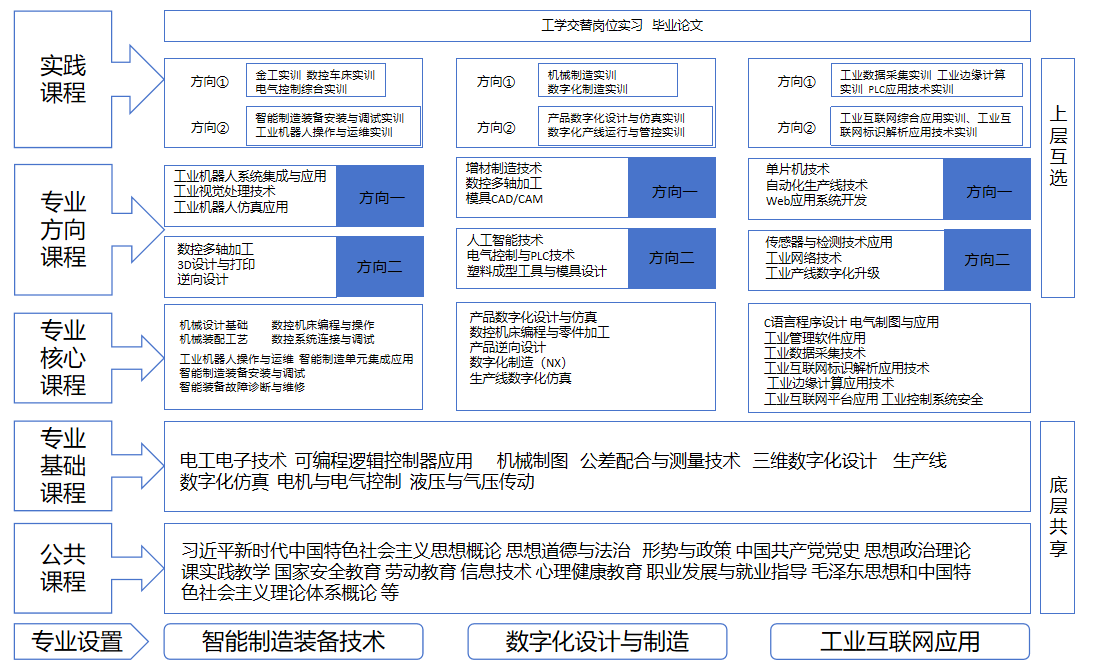 实践
课程
工学交替岗位实习 毕业论文
方向①
金工实训 数控车床实训
电气控制综合实训
方向②
智能制造装备安装与调试实训
工业机器人操作与运维实训
方向①
机械制造实训
数字化制造实训
方向②
产品数字化设计与仿真实训
数字化产线运行与管控实训
方向①
工业数据采集实训 工业边缘计算
实训 PLC应用技术实训
方向②
工业互联网综合应用实训、工业互
联网标识解析应用技术实训
上层互选
专业
方向
课程
工业机器人系统集成与应用
工业视觉处理技术
工业机器人仿真应用
方向一
数控多轴加工
3D设计与打印
逆向设计
方向二
增材制造技术
数控多轴加工
模具CAD/CAM
方向一
人工智能技术
电气控制与PLC技术
塑料成型工具与模具设计
方向二
单片机技术
自动化生产线技术
Web应用系统开发
方向一
传感器与检测技术应用
工业网络技术
工业产线数字化升级
方向二
专业
核心
课程
机械设计基础 数控机床编程与操作
机械装配工艺 数控系统连接与调试
工业机器人操作与运维 智能制造单元集成应用
智能制造装备安装与调试
智能装备故障诊断与维修
产品数字化设计与仿真
数控机床编程与零件加工
产品逆向设计
数字化制造（NX）
生产线数字化仿真
C语言程序设计 电气制图与应用
工业管理软件应用
工业数据采集技术
工业互联网标识解析应用技术
工业边缘计算应用技术
工业互联网平台应用 工业控制系统安全
专业
基础
课程
电工电子技术 可编程逻辑控制器应用 机械制图 公差配合与测量技术 三维数字化设计 生产线
数字化仿真 电机与电气控制 液压与气压传动
底层共享
公共
课程
习近平新时代中国特色社会主义思想概论 思想道德与法治 形势与政策 中国共产党党史 思想政治理论
课实践教学 国家安全教育 劳动教育 信息技术 心理健康教育 职业发展与就业指导 毛泽东思想和中国特
色社会主义理论体系概论 等
专业设置
智能制造装备技术
数字化设计与制造
工业互联网应用